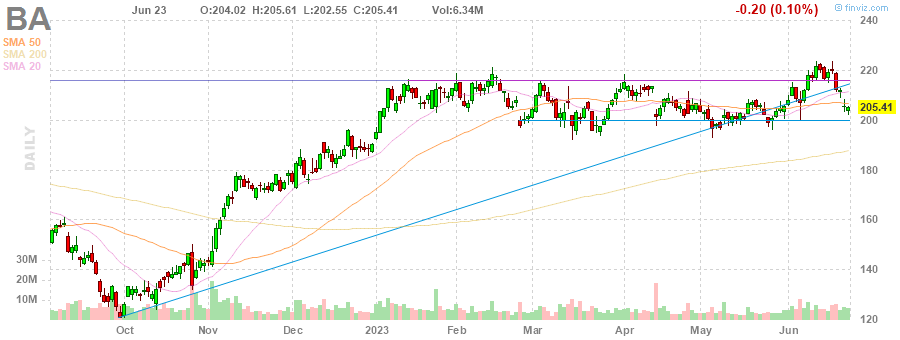 BA Jun 23 O:204.02 H:205.61 L:202.55 C:205.41 Vol:6.34M -0.20 (0.10%) finviz.com
SMA 50
SMA 200
SMA 20
DAILY
240
220
205.41
200
180
160
140
120
30M
20M
10M
Oct Nov Dec 2023 Feb Mar Apr May Jun